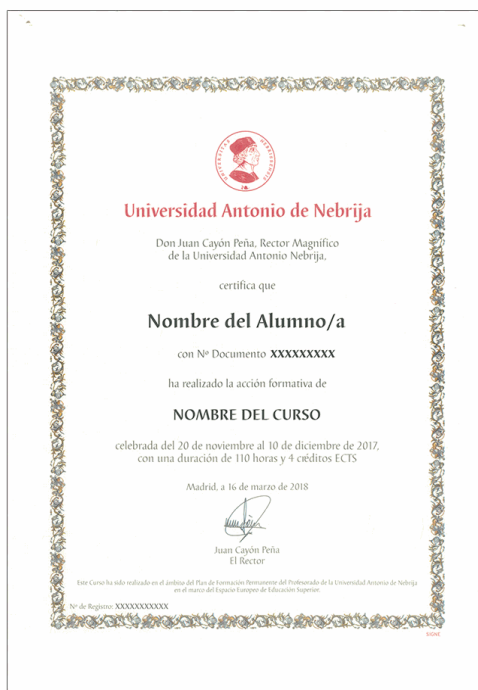 UNIVERSITAS NEBRISSENSIS
Universidad Antonio de Nebrija
Don Juan Cayón Peña, Rector Magnífico
de la Universidad Antonio Nebrija,
certifica que
Nombre del Alumno/a
con Nº Documento XXXXXXXXX
ha realizado la acción formativa de
NOMBRE DEL CURSO
celebrada del 20 de noviembre al 10 de diciembre de 2017,
con una duración de 110 horas y 4 créditos ECTS
Madrid, a 16 de marzo de 2018
Juan Cayón Peña
El Rector
Este Curso ha sido realizado en el ámbito del Plan de Formación Permanente del Profesorado de la Universidad Antonio de Nebrija
en el marco del Espacio Europeo de Educación Superior.
Nº de Registro: XXXXXXXXXXX
SIGNE